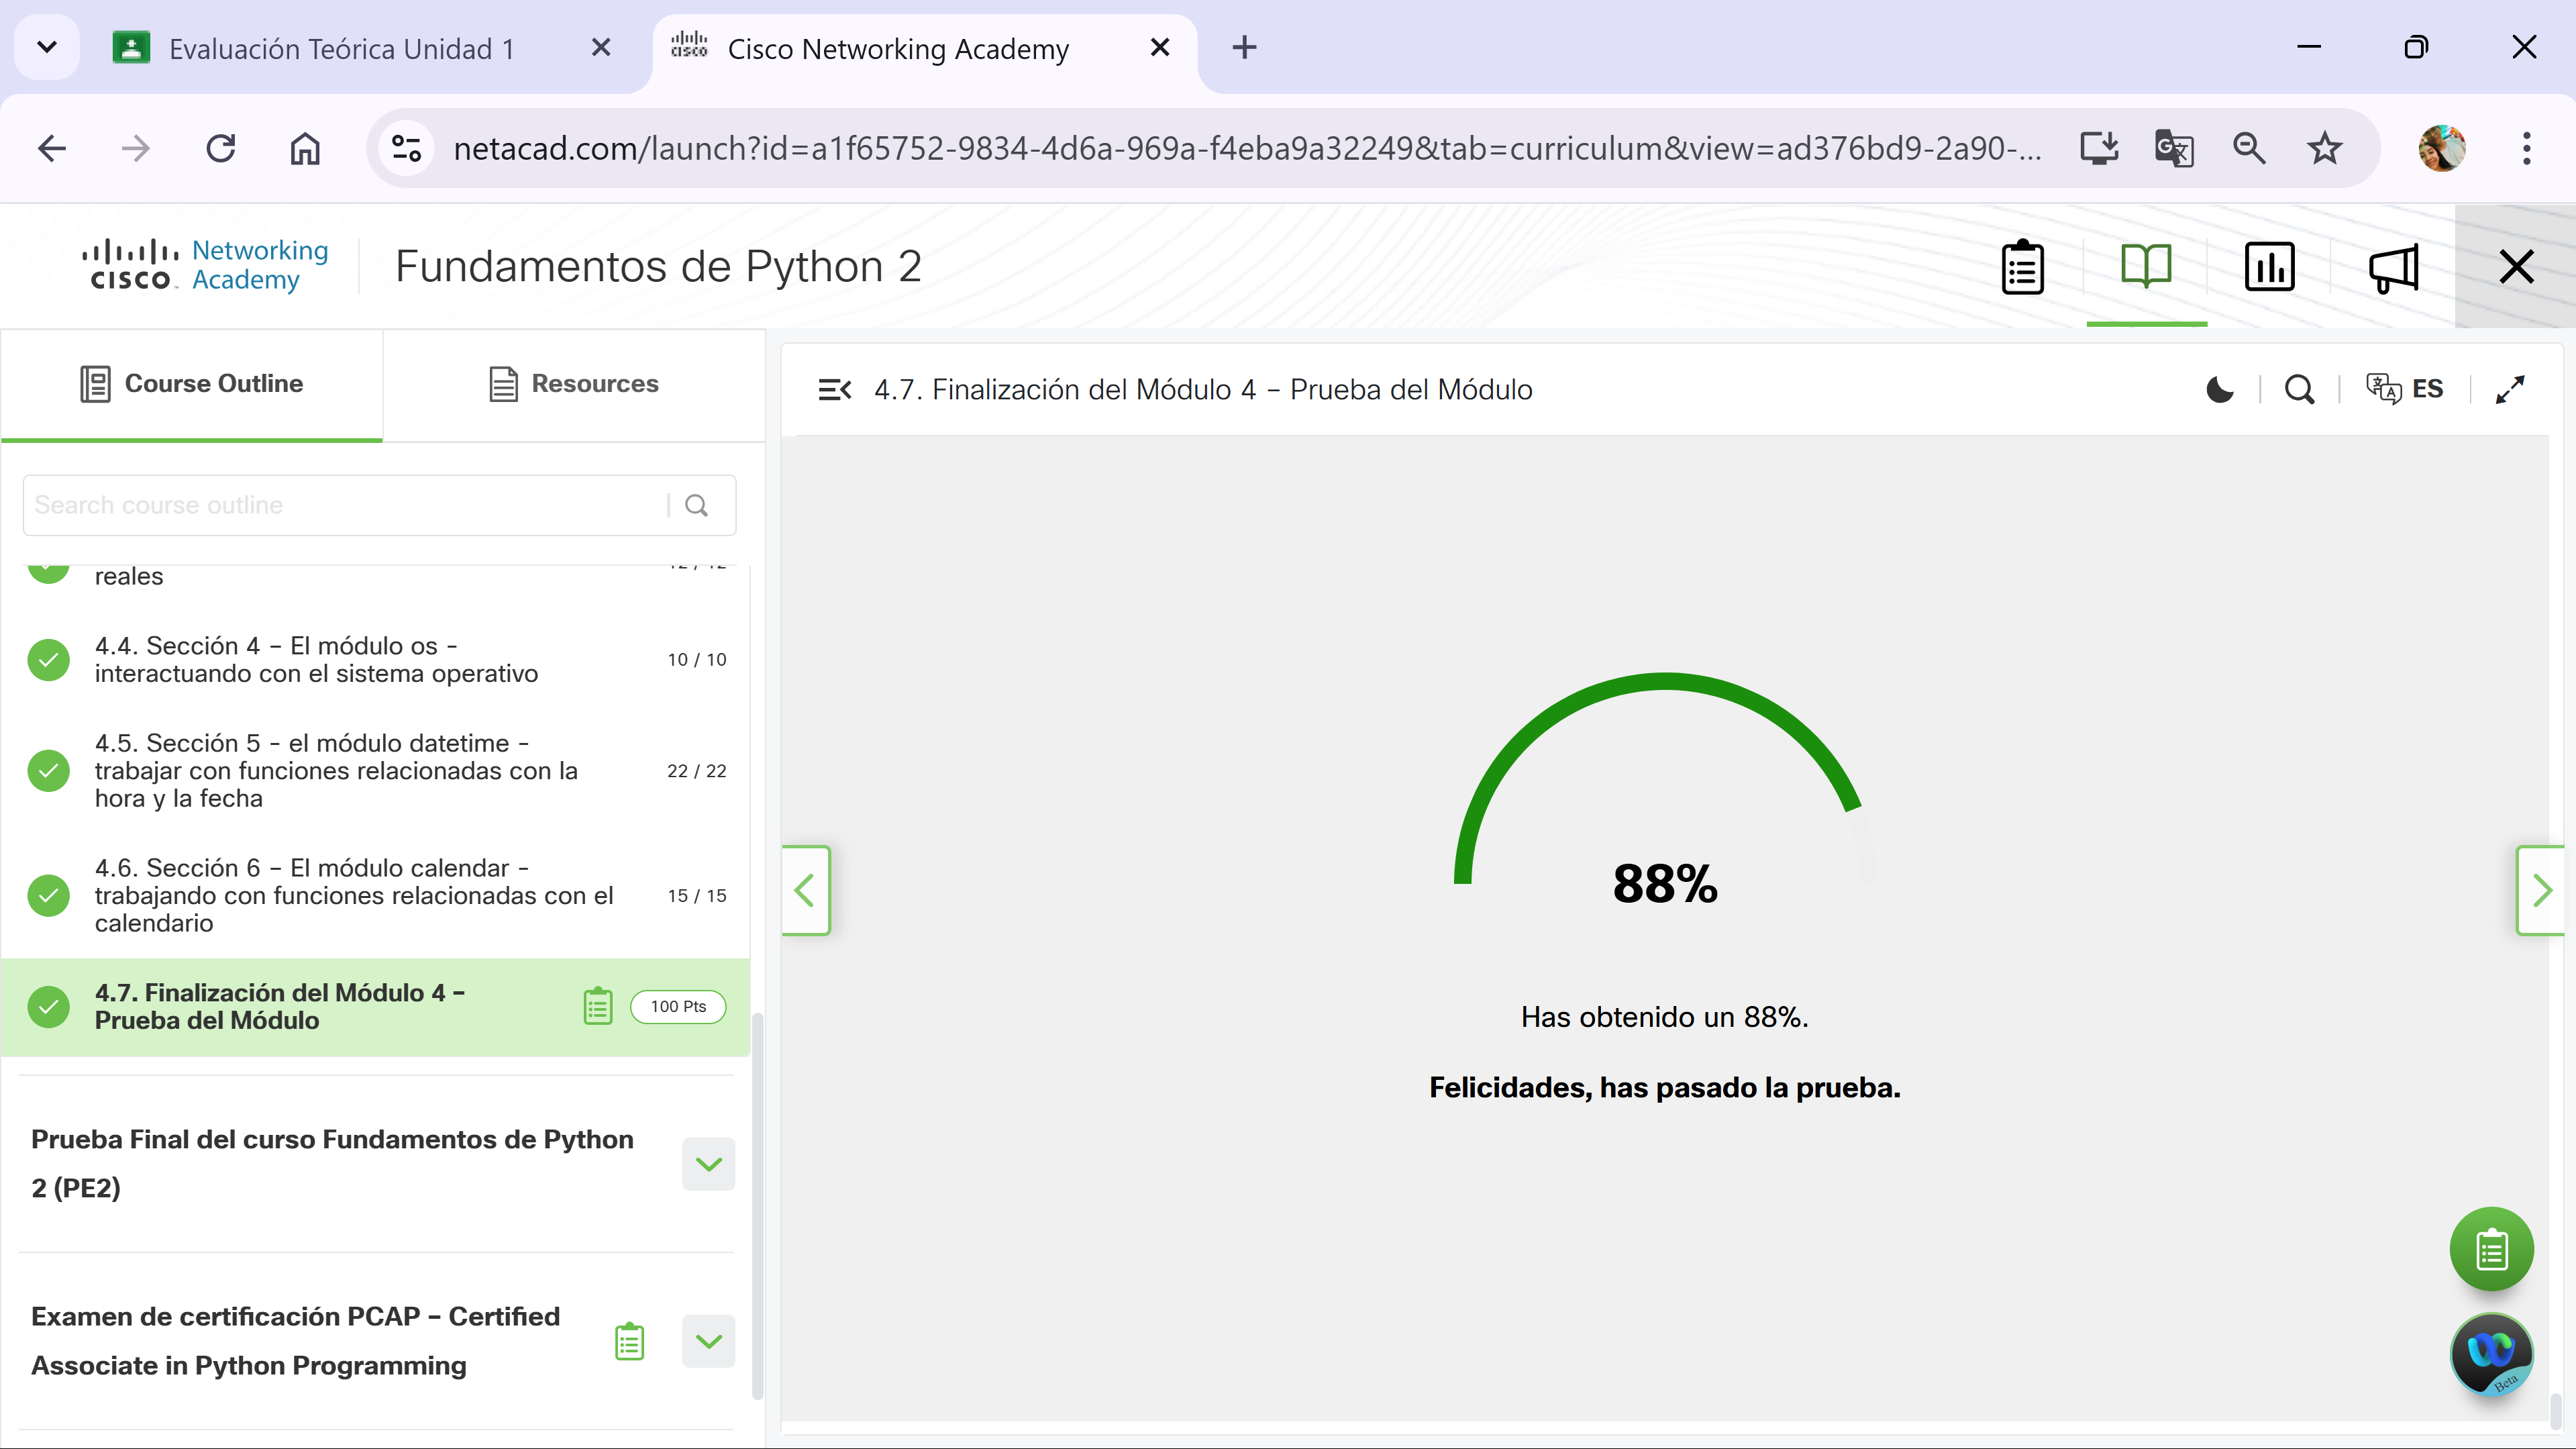 Evaluación Teórica Unidad 1
Cisco Networking Academy
netacad.com/launch?id=a1f65752-9834-4d6a-969a-f4eba9a32249&tab=curriculum&view=ad376bd9-2a90-...
CISCO Networking Academy
Fundamentos de Python 2
Course Outline
Resources
Search course outline
reales
4.4. Sección 4 – El módulo os -
interactuando con el sistema operativo
10 / 10
4.5. Sección 5 - el módulo datetime -
trabajar con funciones relacionadas con la
hora y la fecha
22 / 22
4.6. Sección 6 – El módulo calendar -
trabajando con funciones relacionadas con el
calendario
15 / 15
4.7. Finalización del Módulo 4 –
Prueba del Módulo
100 Pts
Prueba Final del curso Fundamentos de Python
2 (PE2)
Examen de certificación PCAP – Certified
Associate in Python Programming
4.7. Finalización del Módulo 4 – Prueba del Módulo
ES
88%
Has obtenido un 88%.
Felicidades, has pasado la prueba.
Beta